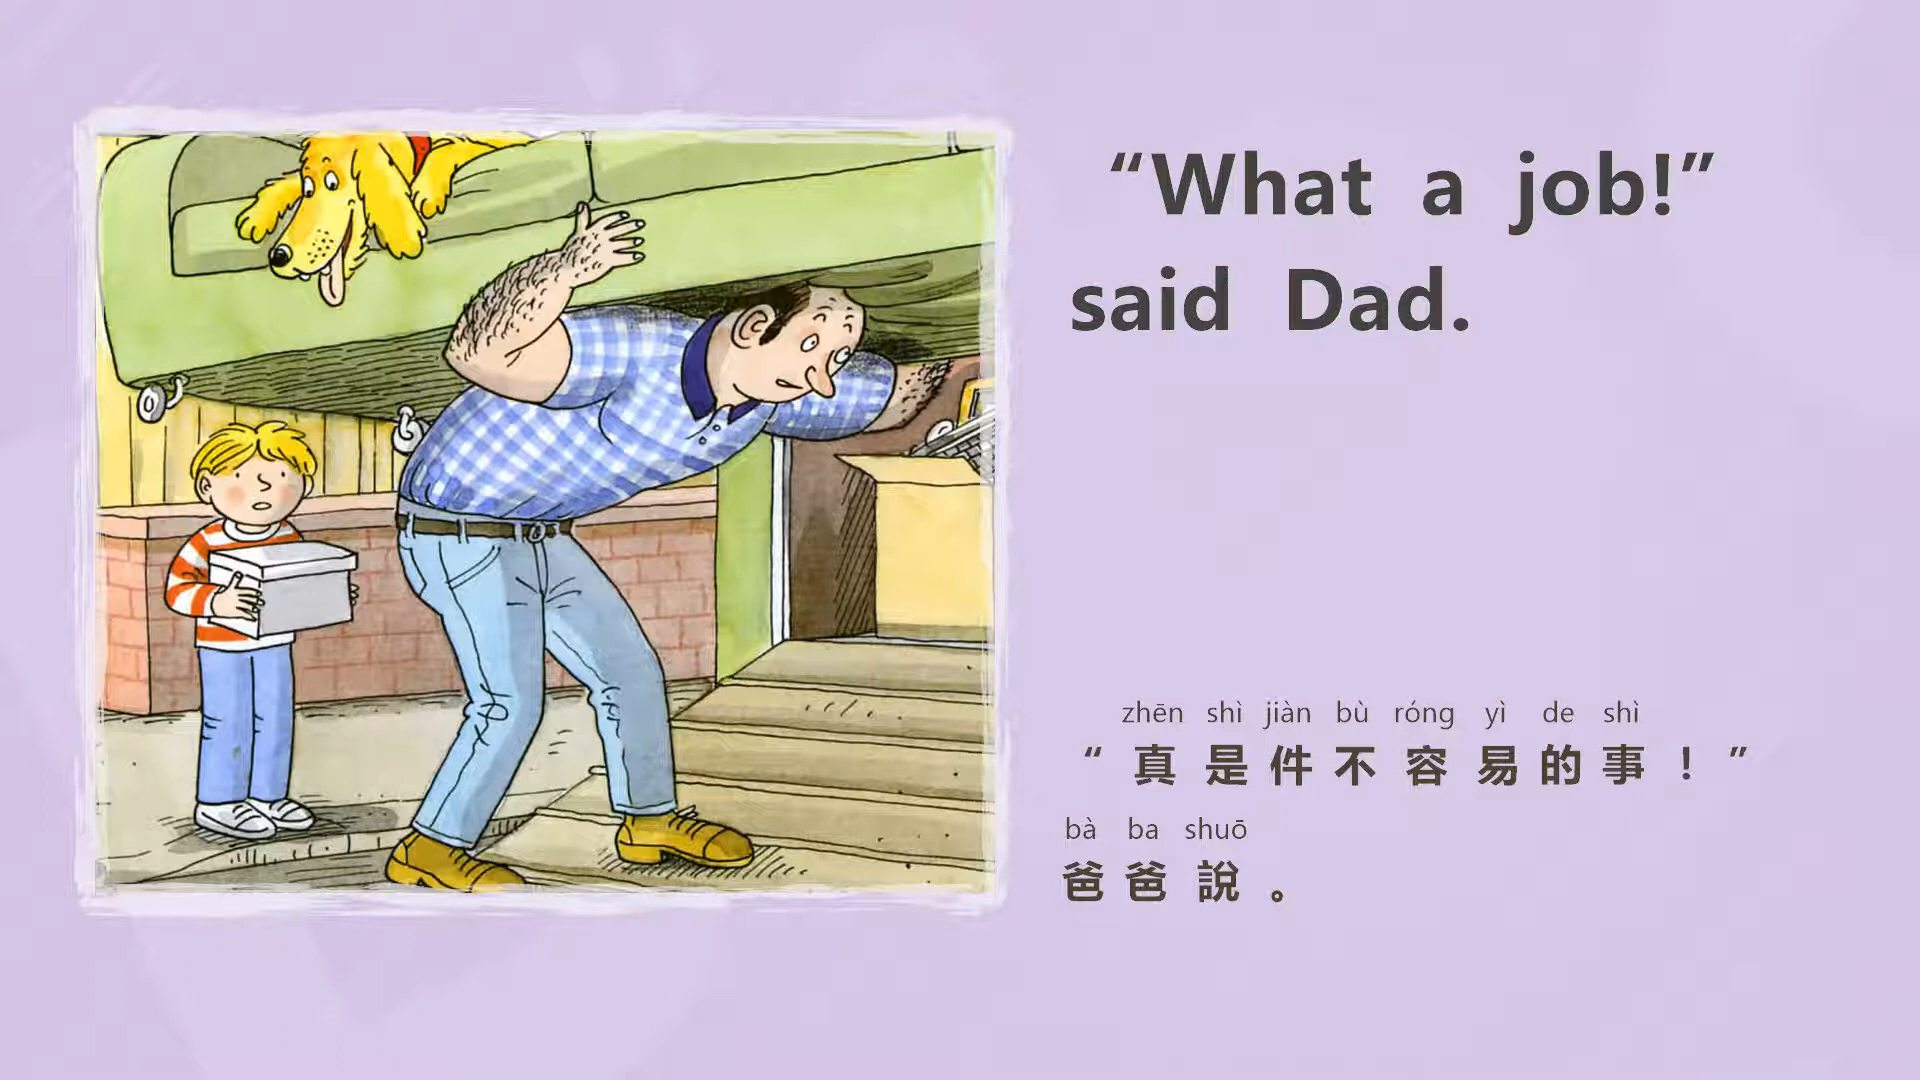 “What a job!”
said Dad.
zhēn shì jiàn bù róng yì de shì
“真是件不容易的事！”
bà ba shuō
爸爸說。